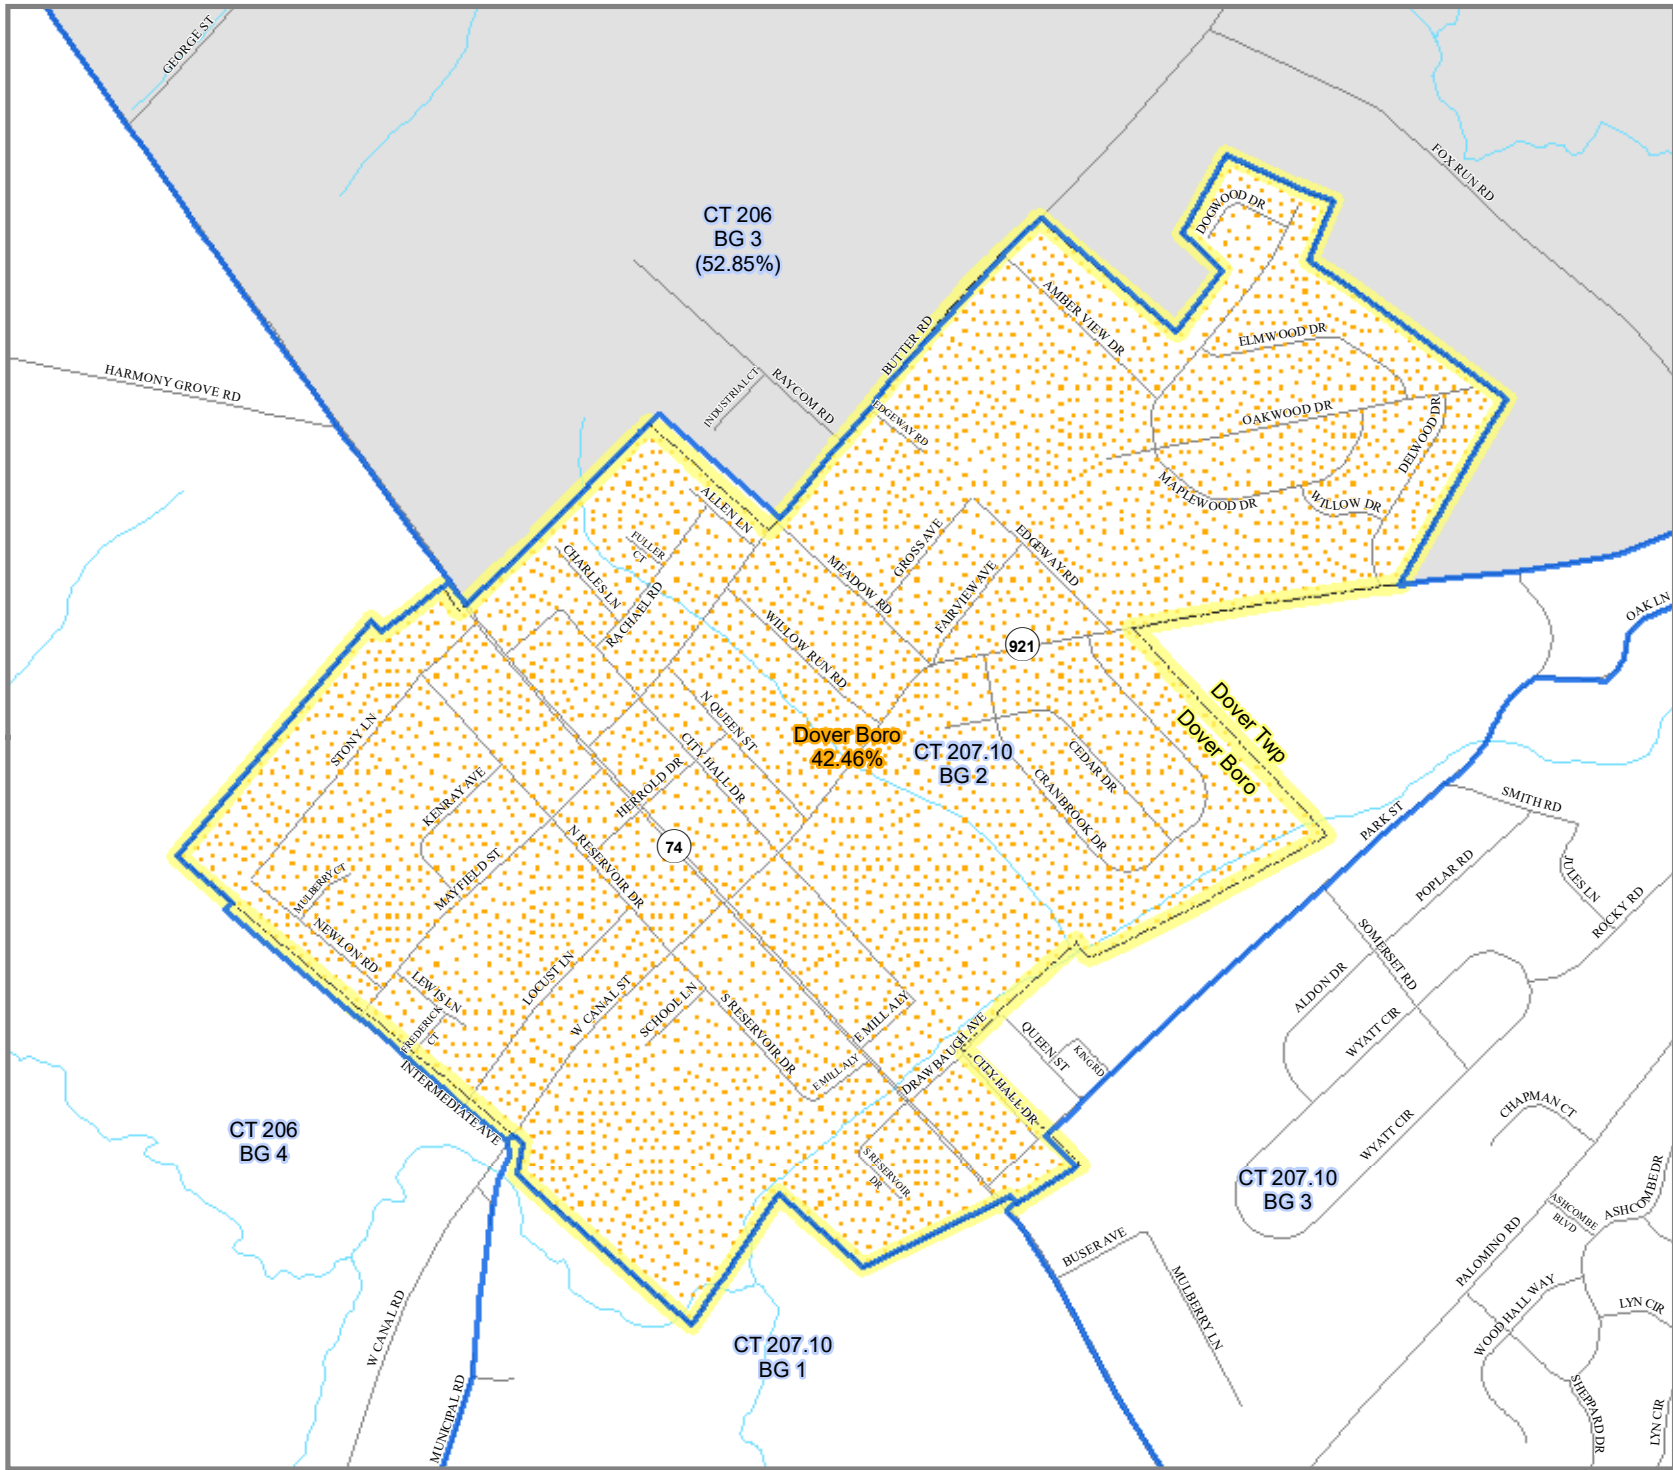 GEORGE ST
FOX RUN RD
CT 206
BG 3
(52.85%)
DOGWOOD DR
AMBER VIEW DR
ELMWOOD DR
BUTTER RD
HARMONY GROVE RD
INDUSTRIAL CT
RAYCOM RD
EDGEWAY RD
OAKWOOD DR
DELWOOD DR
MAPLEWOOD DR
WILLOW DR
ALLEN LN
FULLER
CT
CHARLES LN
RACHAEL RD
MEADOW RD
GROSS AVE
FAIRVIEW AVE
EDGEWAY RD
OAK LN
921
WILLOW RUN RD
STONY LN
N QUEEN ST
CITY HALL DR
Dover Boro
42.46%
CT 207.10
BG 2
Dover Twp
Dover Boro
CEDAR DR
CRANBROOK DR
KENRAY AVE
HERROLD DR
74
PARK ST
SMITH RD
MAYFIELD ST
N RESERVOIR DR
MULBERRY CT
NEWLON RD
POPLAR RD
JULES LN
ROCKY RD
SOMERSET RD
LEWIS LN
FREDERICK
CT
LOCUST LN
W CANAL ST
SCHOOL LN
S RESERVOIR DR
E MILL ALY
E MILL ALY
DRAWBAUGH AVE
QUEEN ST
KING RD
CITY HALL DR
ALDON DR
WYATT CIR
WYATT CIR
CHAPMAN CT
INTERMEDIATE AVE
CT 206
BG 4
S RESERVOIR
DR
CT 207.10
BG 3
ASHCOMBE DR
ASHCOMBE
BLVD
BUSER AVE
MULBERRY LN
PALOMINO RD
WOOD HALL WAY
LYN CIR
W CANAL RD
MUNICIPAL RD
CT 207.10
BG 1
SHEPPARD DR
LYN CIR